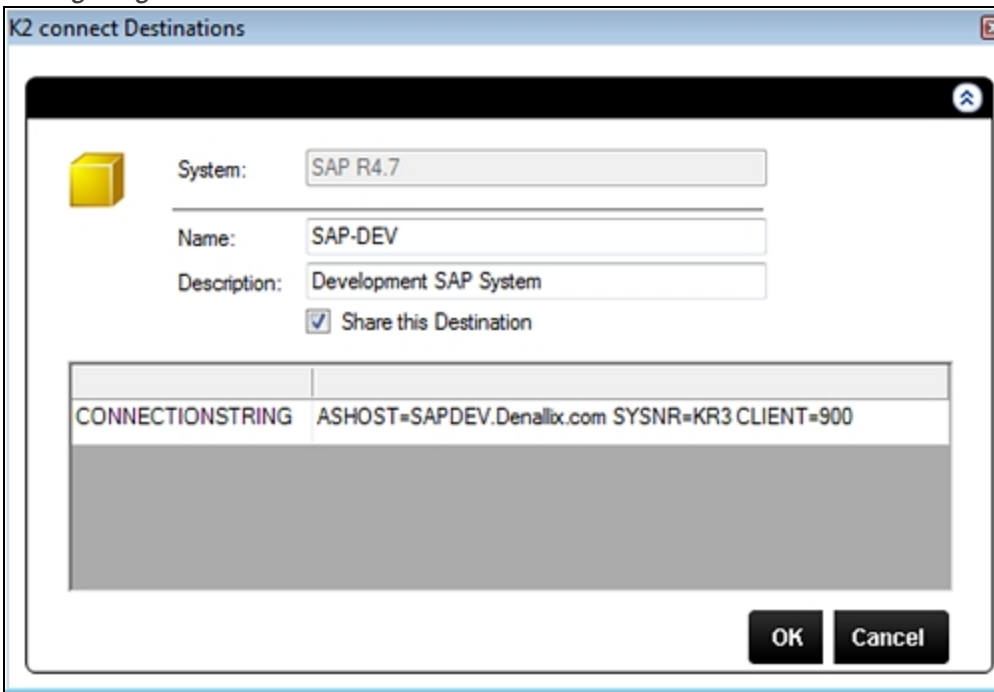 K2 connect Destinations
System: SAP R4.7
Name: SAP-DEV
Description: Development SAP System
Share this Destination
CONNECTIONSTRING ASHOST=SAPDEV.Denallix.com SYSNR=KR3 CLIENT=900
OK Cancel